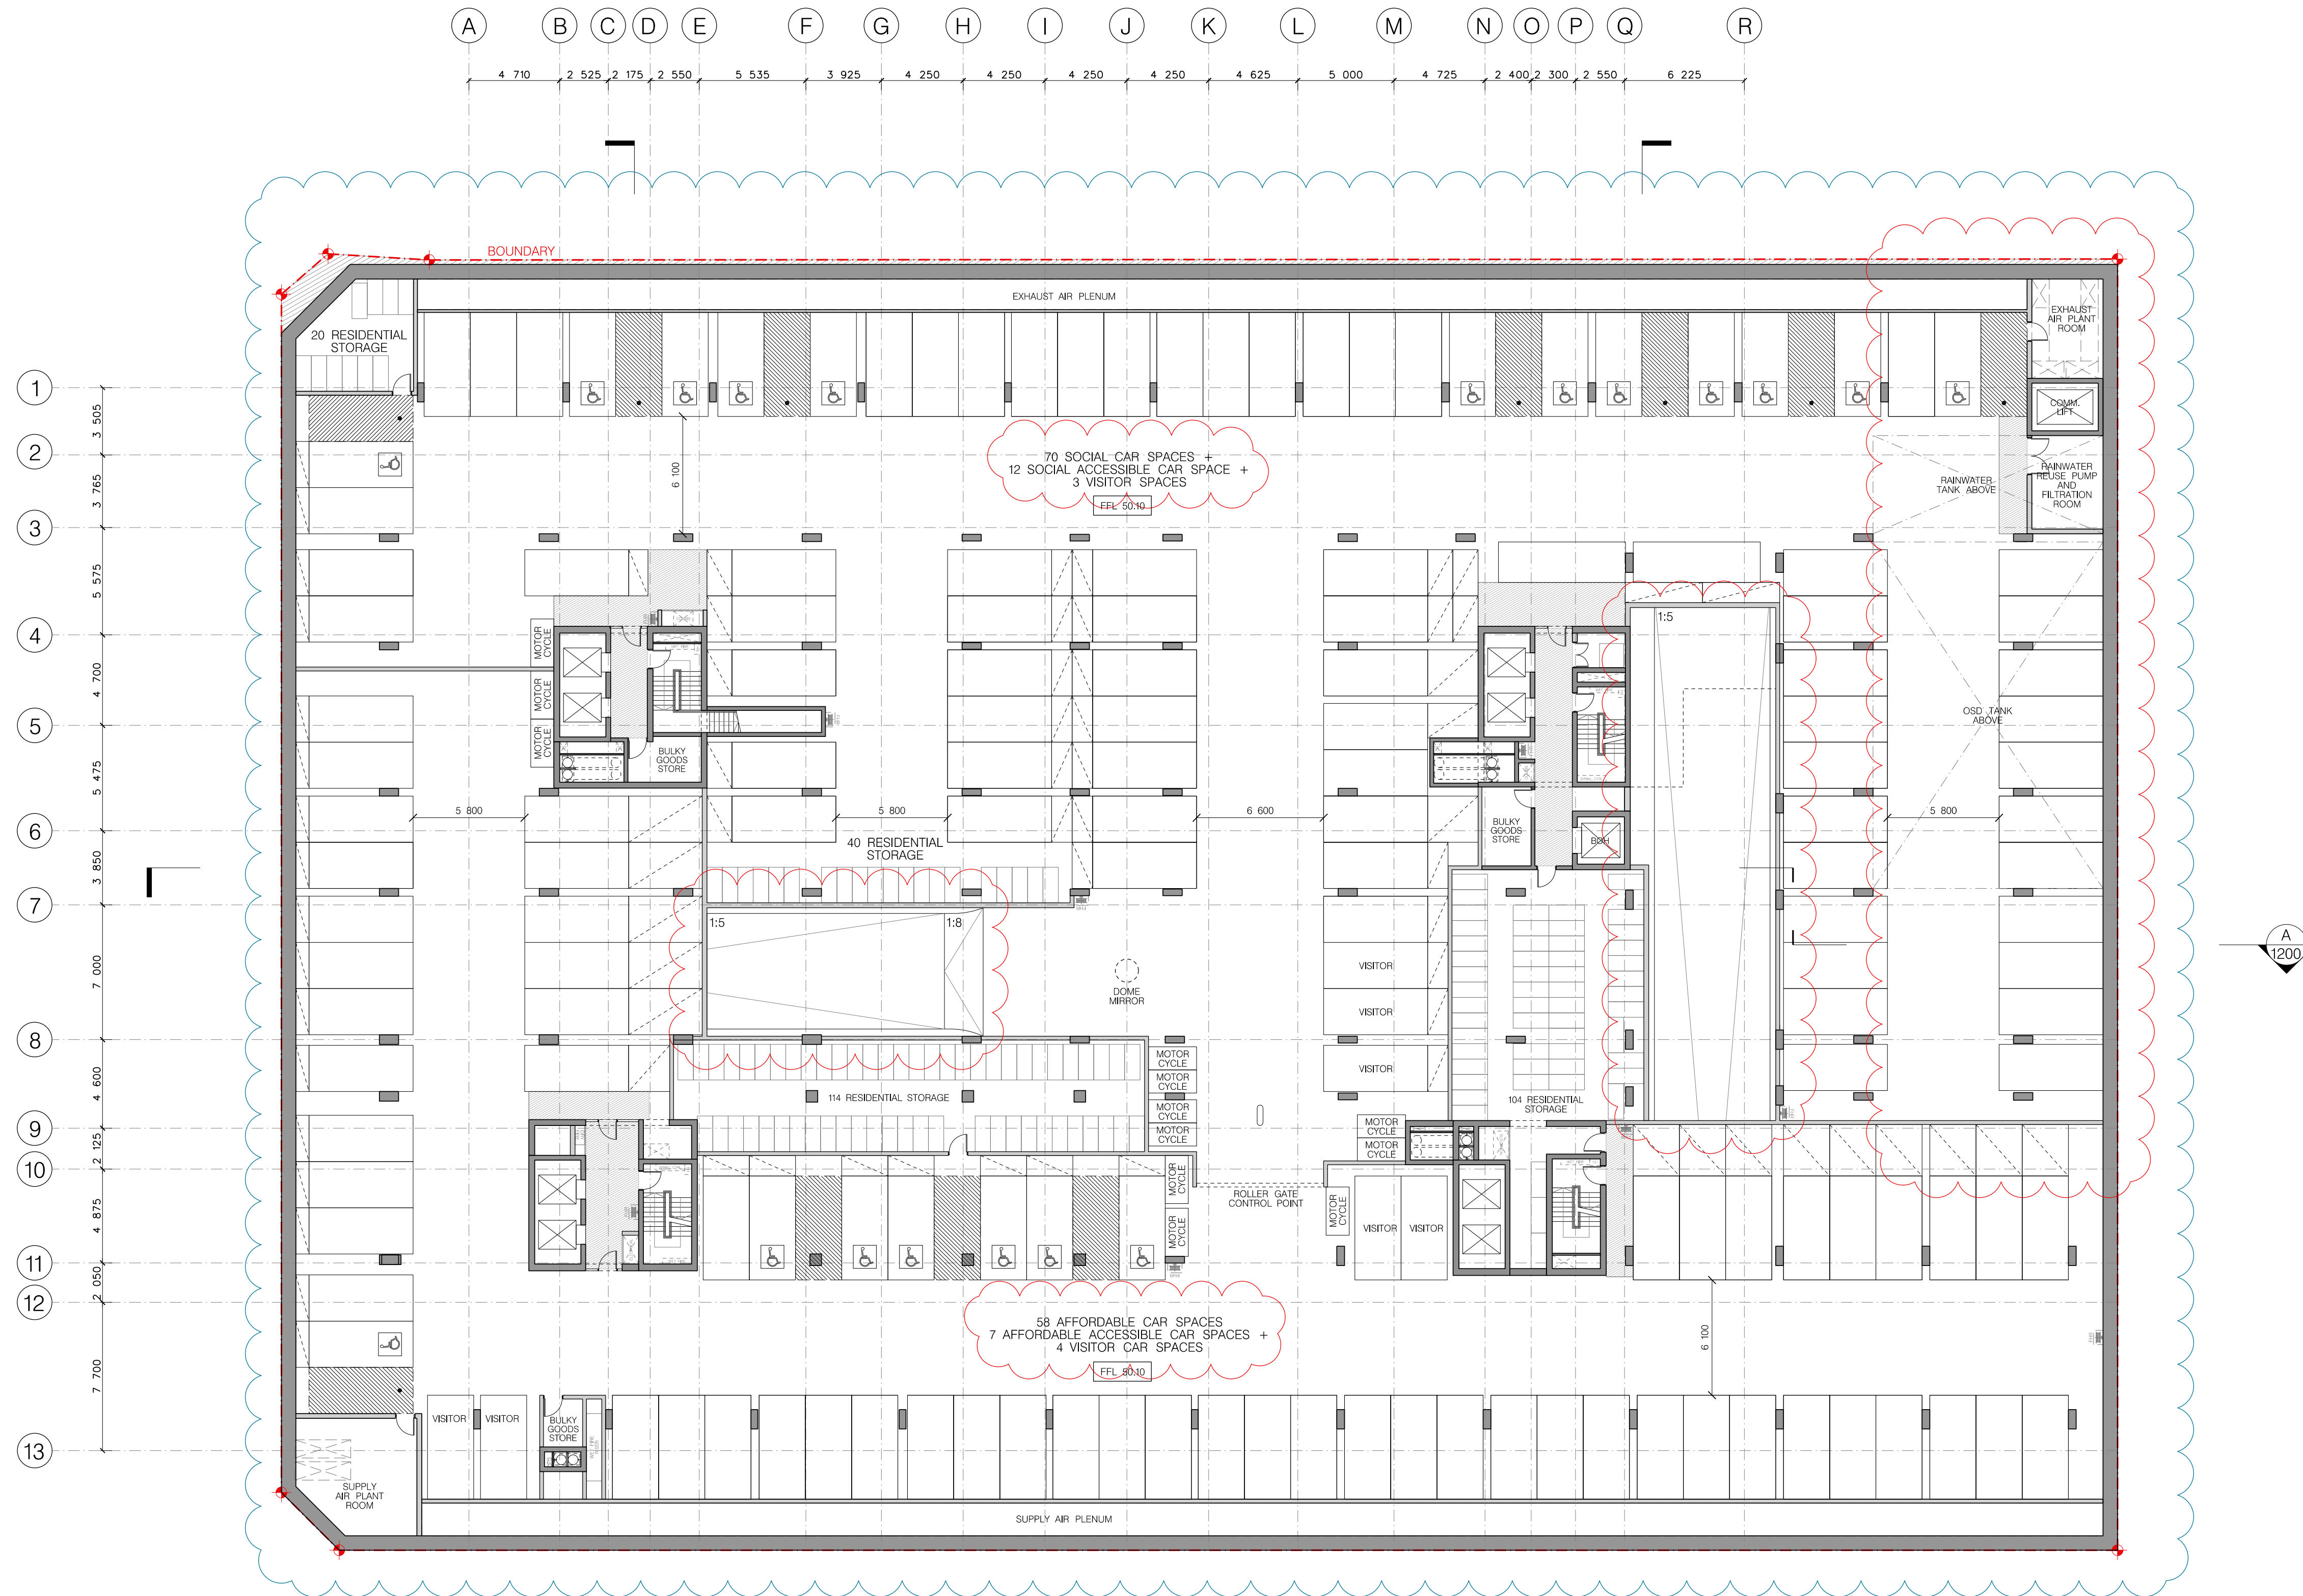 A B C D E F G H I J K L M N O P Q R
4 710 2 525 2 175 2 550 5 535 3 925 4 250 4 250 4 250 4 250 4 625 5 000 4 725 2 400 2 300 2 550 6 225
BOUNDARY
EXHAUST AIR PLENUM
20 RESIDENTIAL
STORAGE
EXHAUST
AIR PLANT
ROOM
1
COMM.
LIFT
3 505
2
6 100
70 SOCIAL CAR SPACES +
12 SOCIAL ACCESSIBLE CAR SPACE +
3 VISITOR SPACES
FFL 50.10
RAINWATER
TANK ABOVE
RAINWATER
REUSE PUMP
AND
FILTRATION
ROOM
3 765
3
5 575
4
1:5
MOTOR
CYCLE
MOTOR
CYCLE
MOTOR
CYCLE
4 700
5
OSD TANK
ABOVE
BULKY
GOODS
STORE
5 475
5 800
5 800
6 600
5 800
6
BULKY
GOODS
STORE
BOH
40 RESIDENTIAL
STORAGE
3 850
7
1:5
1:8
VISITOR
7 000
DOME
MIRROR
VISITOR
A
1200
8
MOTOR
CYCLE
MOTOR
CYCLE
MOTOR
CYCLE
MOTOR
CYCLE
VISITOR
4 600
114 RESIDENTIAL STORAGE
104 RESIDENTIAL
STORAGE
9
MOTOR
CYCLE
MOTOR
CYCLE
2 125
10
MOTOR
CYCLE
MOTOR
CYCLE
ROLLER GATE
CONTROL POINT
MOTOR
CYCLE
VISITOR
VISITOR
4 875
11
2 050
12
58 AFFORDABLE CAR SPACES
7 AFFORDABLE ACCESSIBLE CAR SPACES +
4 VISITOR CAR SPACES
FFL 50.10
6 100
7 700
VISITOR
VISITOR
BULKY
GOODS
STORE
13
SUPPLY
AIR PLANT
ROOM
SUPPLY AIR PLENUM